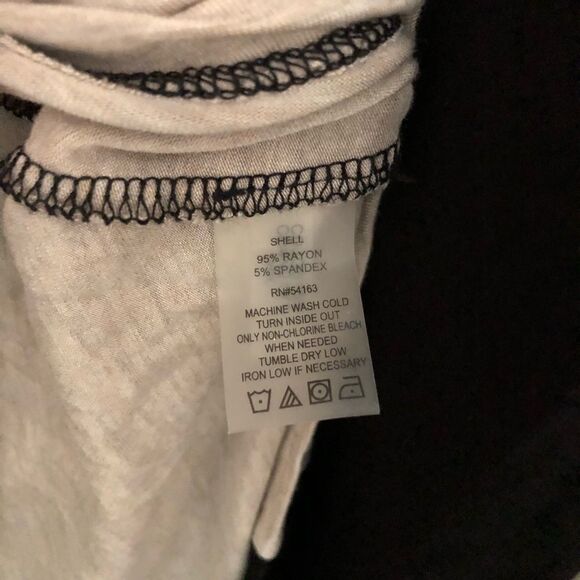 SHELL
95% RAYON
5% SPANDEX
RN#54163
MACHINE WASH COLD
TURN INSIDE OUT
ONLY NON-CHLORINE BLEACH
WHEN NEEDED
TUMBLE DRY LOW
IRON LOW IF NECESSARY